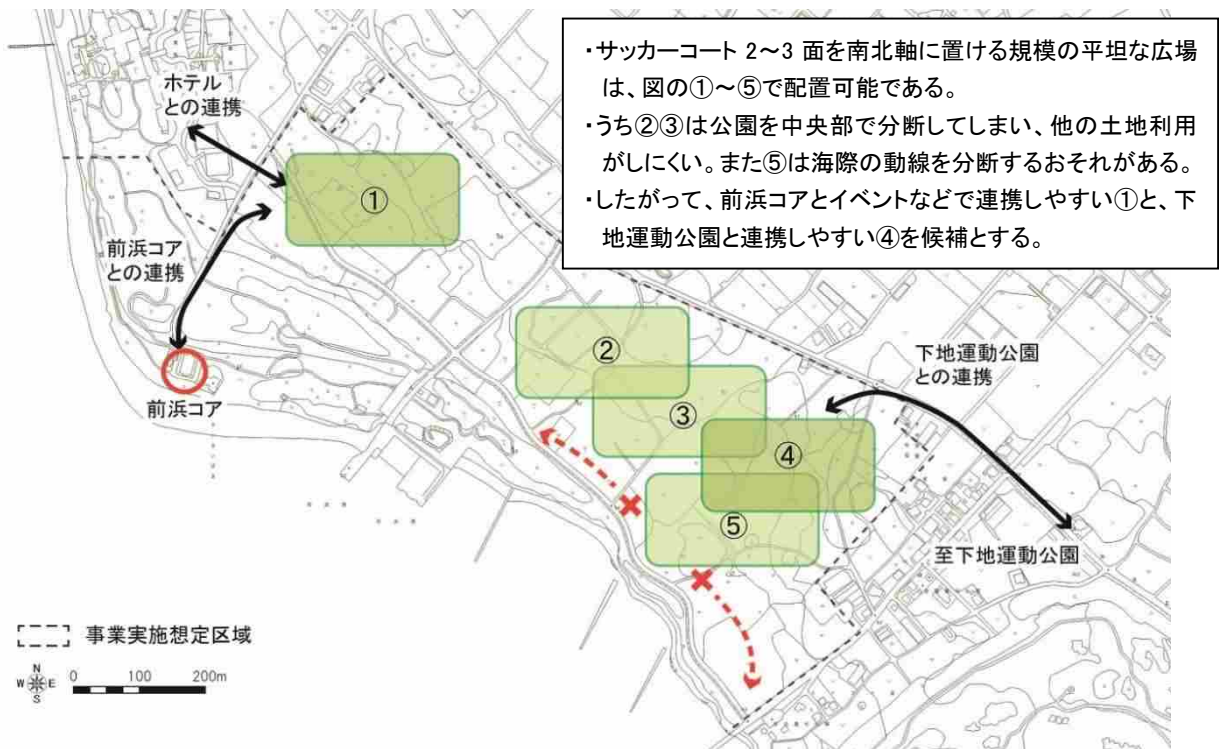 ・サッカーコート 2～3 面を南北軸に置ける規模の平坦な広場
は、図の①～⑤で配置可能である。
・うち②③は公園を中央部で分断してしまい、他の土地利用
がしにくい。また⑤は海際の動線を分断するおそれがある。
・したがって、前浜コアとイベントなどで連携しやすい①と、下
地運動公園と連携しやすい④を候補とする。
ホテル
との連携
①
前浜コア
との連携
前浜コア
②
③
④
⑤
下地運動公園
との連携
至下地運動公園
事業実施想定区域
N
W E
S
0 100 200m